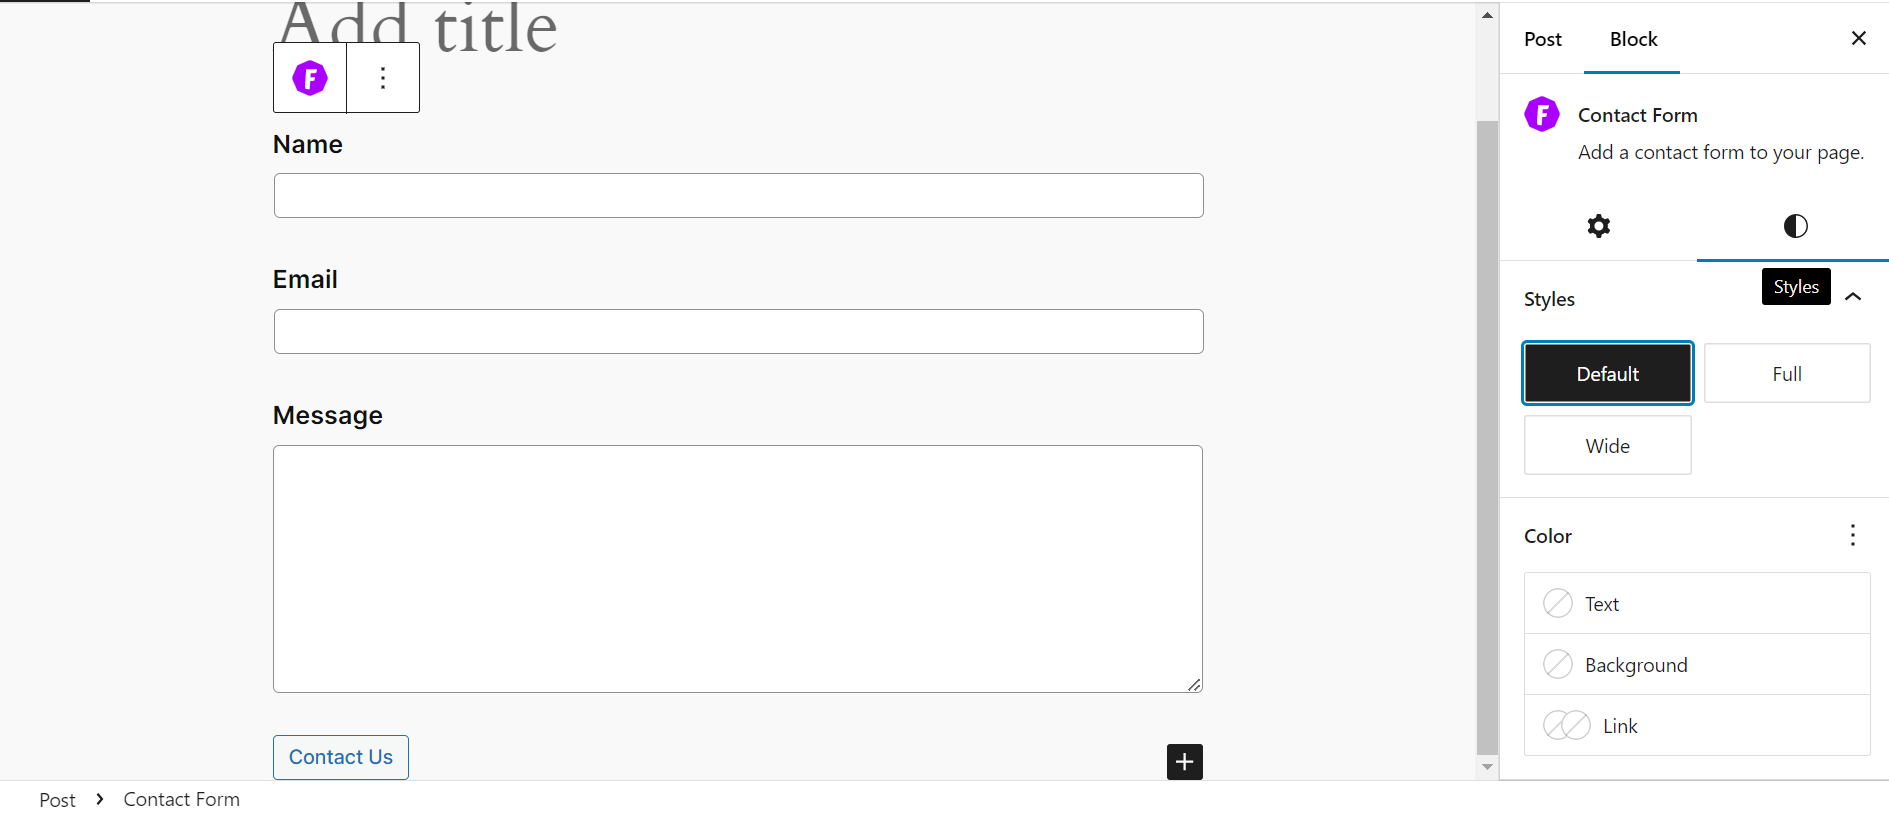 Add title
Name
Email
Message
Contact Us
Post
Block
Contact Form
Add a contact form to your page.
Styles
Styles
Default
Full
Wide
Color
Text
Background
Link
Post
Contact Form